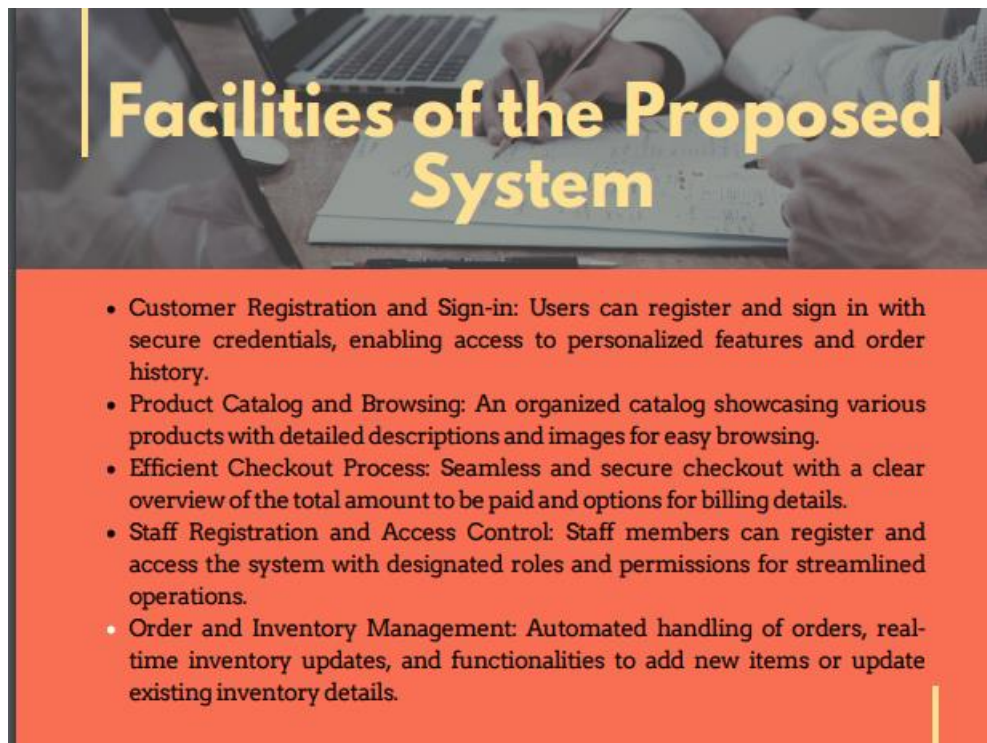 Facilities of the Proposed
System
• Customer Registration and Sign-in: Users can register and sign in with
secure credentials, enabling access to personalized features and order
history.
• Product Catalog and Browsing: An organized catalog showcasing various
products with detailed descriptions and images for easy browsing.
• Efficient Checkout Process: Seamless and secure checkout with a clear
overview of the total amount to be paid and options for billing details.
• Staff Registration and Access Control: Staff members can register and
access the system with designated roles and permissions for streamlined
operations.
• Order and Inventory Management: Automated handling of orders, real-
time inventory updates, and functionalities to add new items or update
existing inventory details.